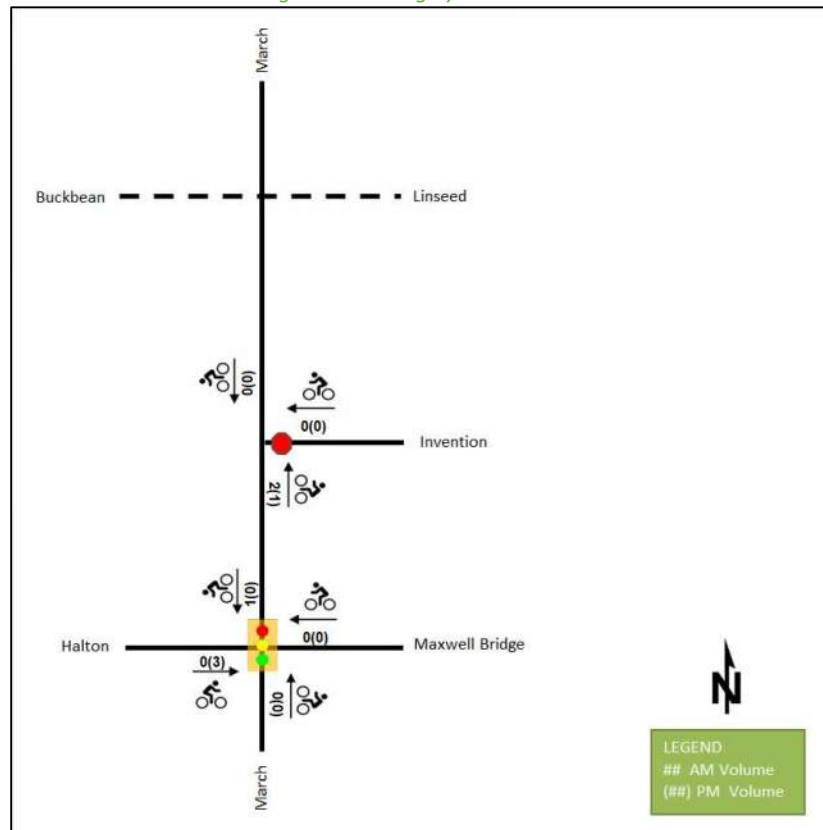 March
Buckbean
Linseed
0(0)
0(0)
Invention
2(1)
1(0)
0(0)
Halton
Maxwell Bridge
0(3)
0(0)
March
N
LEGEND
## AM Volume
(##) PM Volume